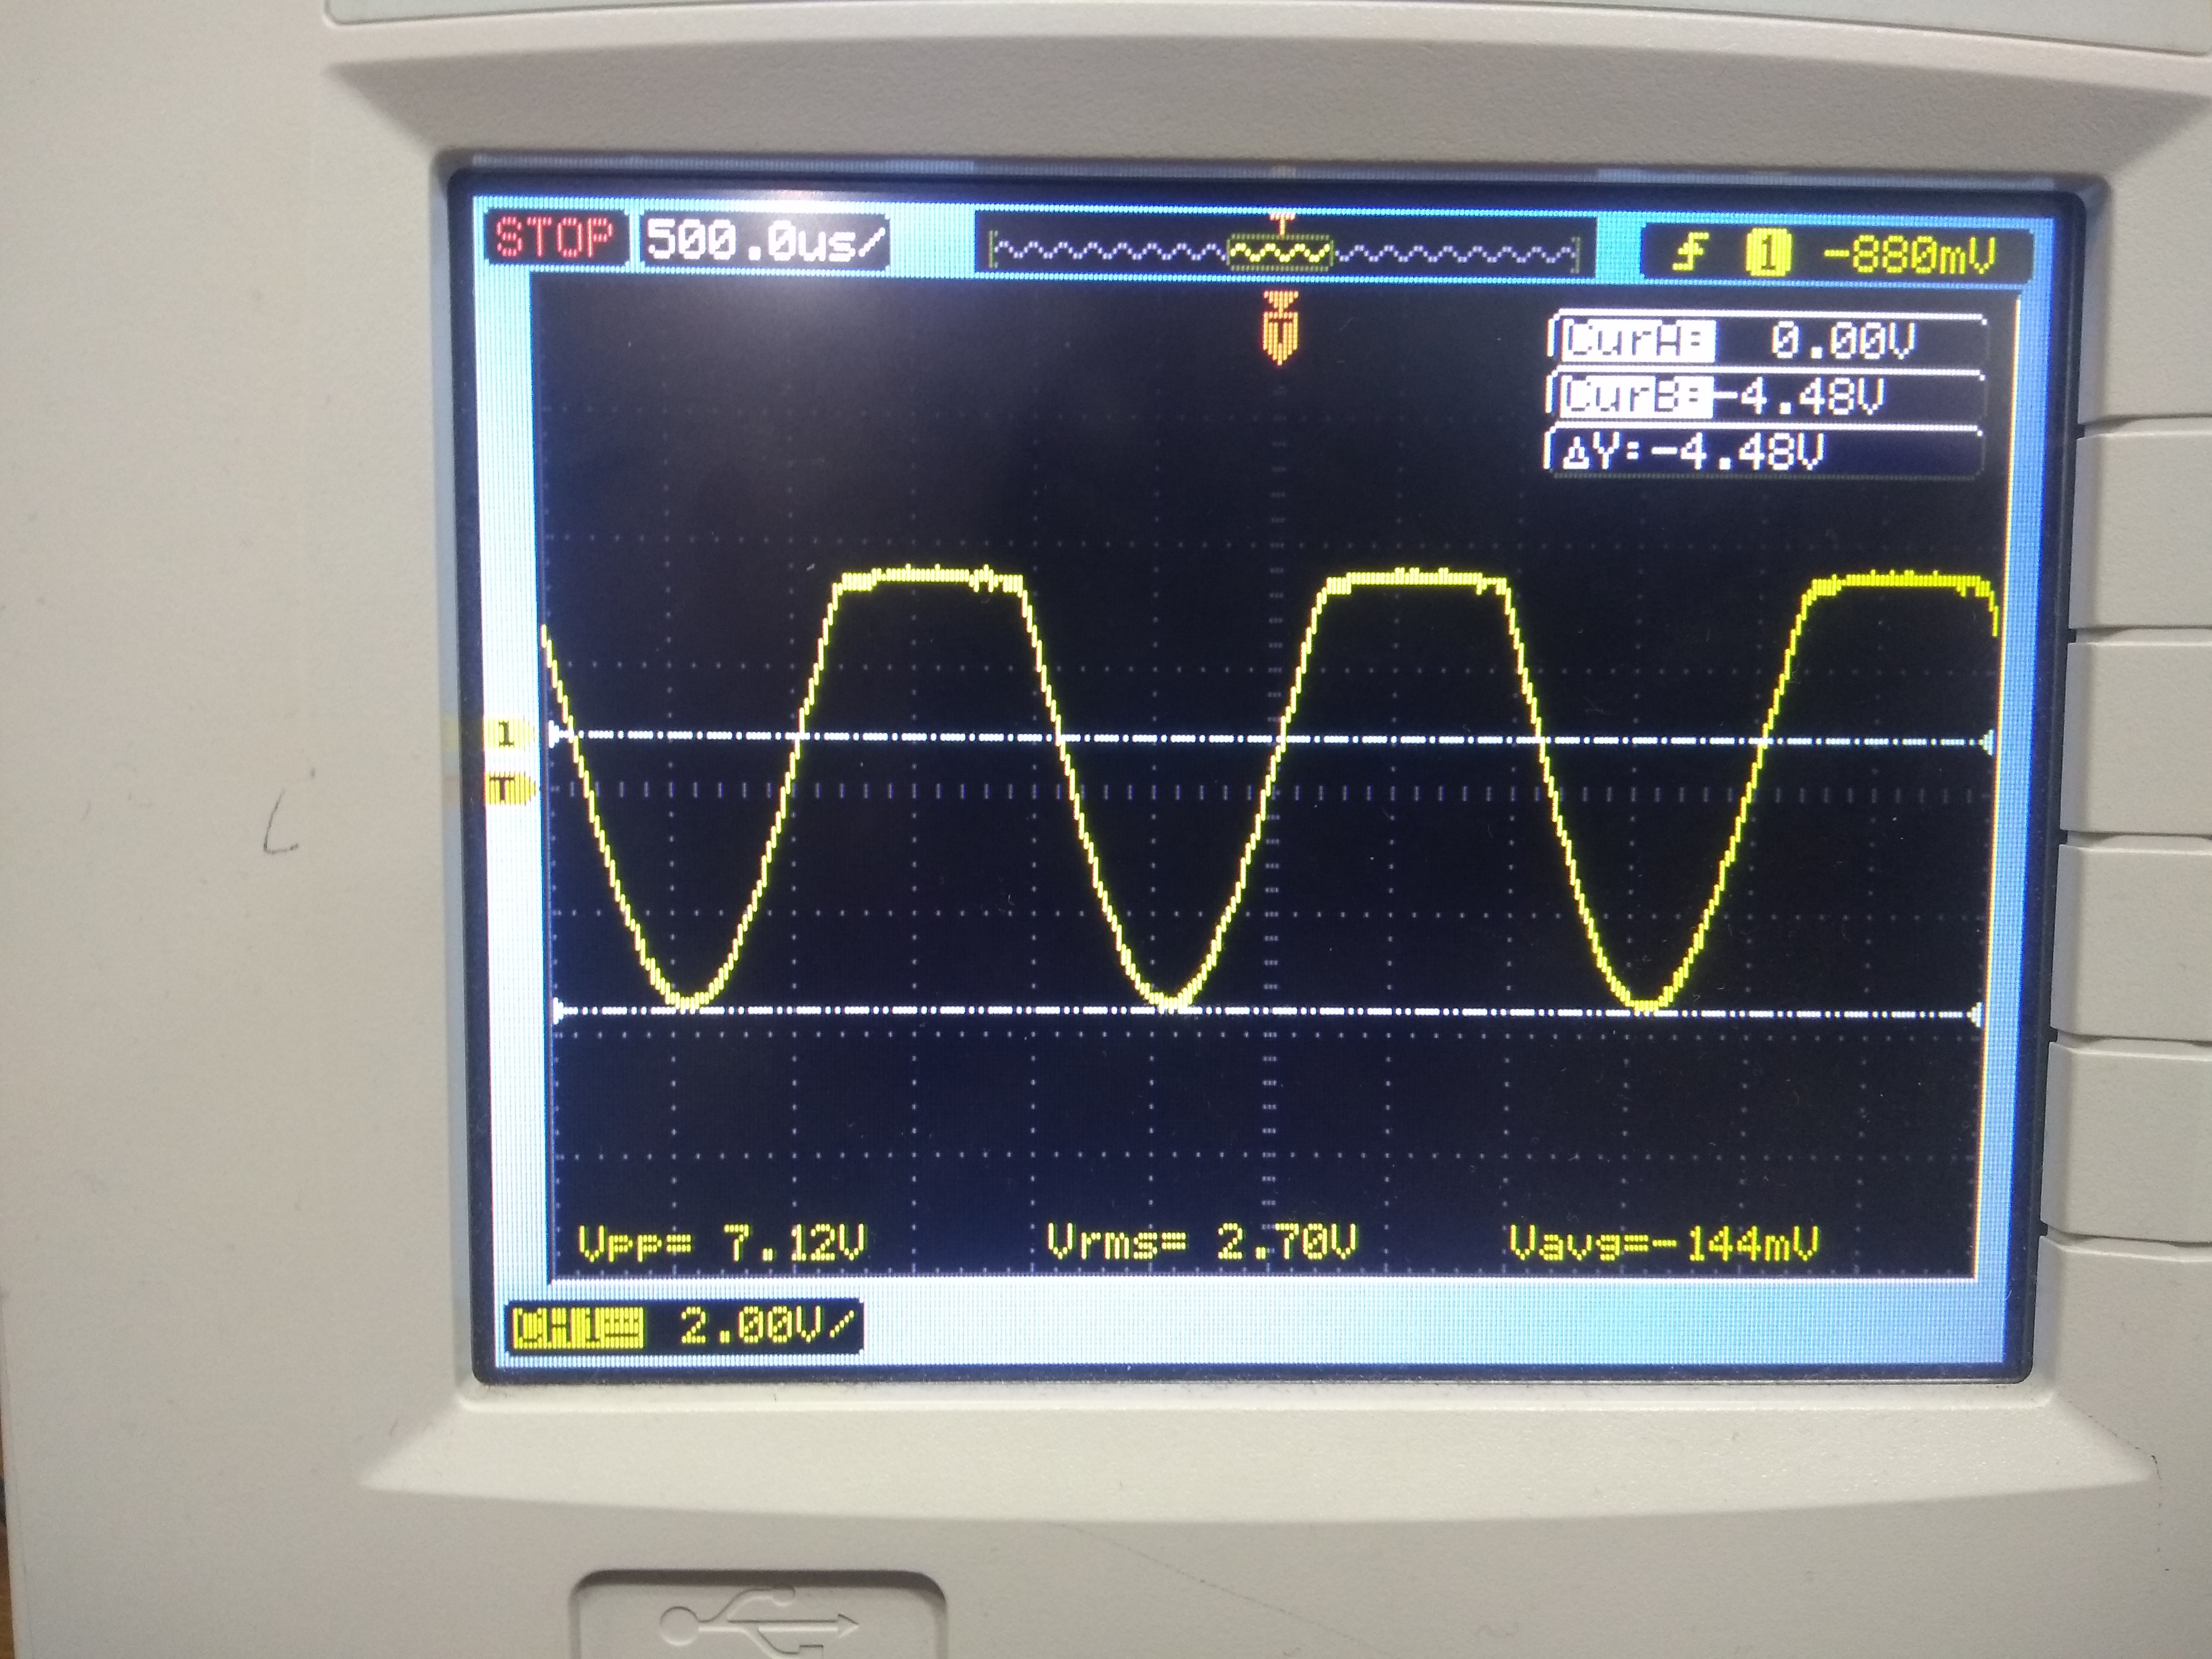 STOP 500.0us/ T 1 -880mV
T
CurA= 0.00V
CurB=-4.48V
ΔY:-4.48V
1
T
Vpp= 7.12V Vrms= 2.70V Vavg=-144mV
CH1 2.00V/